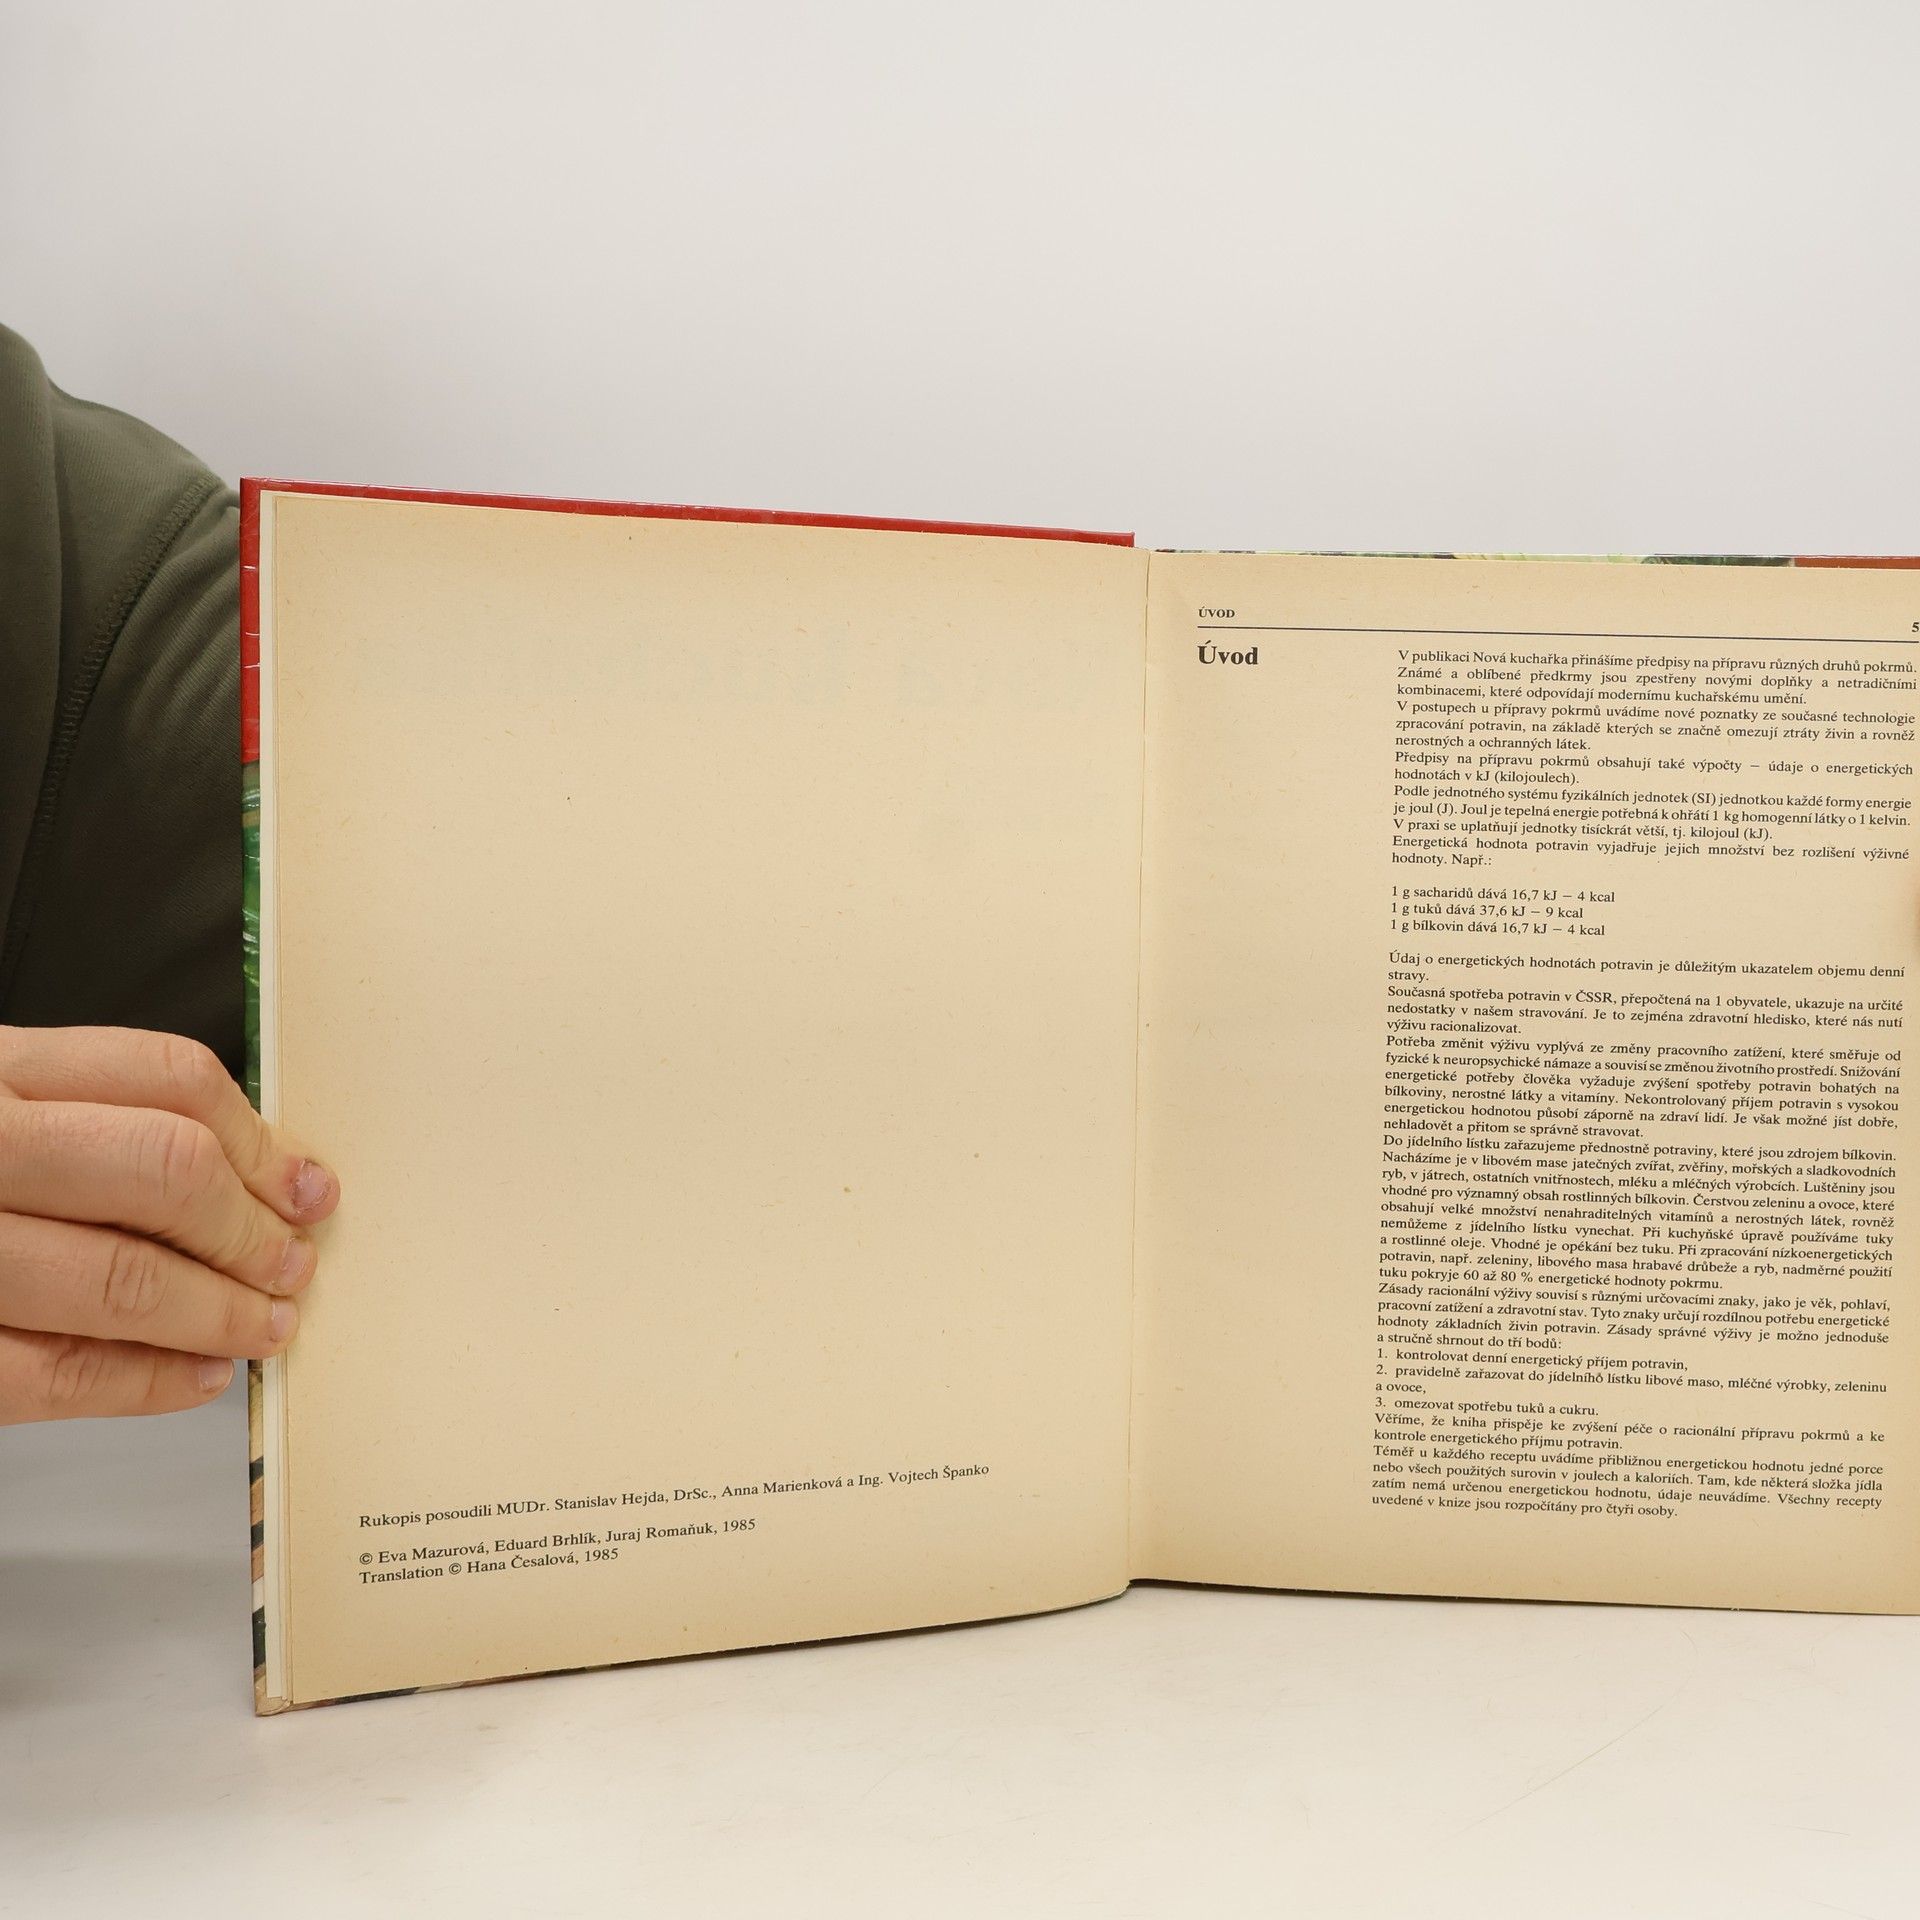 Rukopis posoudili MUDr. Stanislav Hejda, DrSc., Anna Marienková a Ing. Vojtech Španko
© Eva Mazurová, Eduard Brhlík, Juraj Romaňuk, 1985
Translation © Hana Česalová, 1985
ÚVOD
5
Úvod
V publikaci Nová kuchařka přinášíme předpisy na přípravu různých druhů pokrmů.
Známé a oblíbené předkrmy jsou zpestřeny novými doplňky a netradičními
kombinacemi, které odpovídají modernímu kuchařskému umění.
V postupech u přípravy pokrmů uvádíme nové poznatky ze současné technologie
zpracování potravin, na základě kterých se značně omezují ztráty živin a rovněž
nerostných a ochranných látek.
Předpisy na přípravu pokrmů obsahují také výpočty – údaje o energetických
hodnotách v kJ (kilojoulech).
Podle jednotného systému fyzikálních jednotek (SI) jednotkou každé formy energie
je joul (J). Joul je tepelná energie potřebná k ohřátí 1 kg homogenní látky o 1 kelvin.
V praxi se uplatňují jednotky tisíckrát větší, tj. kilojoul (kJ).
Energetická hodnota potravin vyjadřuje jejich množství bez rozlišení výživné
hodnoty. Např.:
1 g sacharidů dává 16,7 kJ – 4 kcal
1 g tuků dává 37,6 kJ – 9 kcal
1 g bílkovin dává 16,7 kJ – 4 kcal
Údaj o energetických hodnotách potravin je důležitým ukazatelem objemu denní
stravy.
Současná spotřeba potravin v ČSSR, přepočtená na 1 obyvatele, ukazuje na určité
nedostatky v našem stravování. Je to zejména zdravotní hledisko, které nás nutí
výživu racionalizovat.
Potřeba změnit výživu vyplývá ze změny pracovního zatížení, které směřuje od
fyzické k neuropsychické námaze a souvisí se změnou životního prostředí. Snižování
energetické potřeby člověka vyžaduje zvýšení spotřeby potravin bohatých na
bílkoviny, nerostné látky a vitamíny. Nekontrolovaný příjem potravin s vysokou
energetickou hodnotou působí záporně na zdraví lidí. Je však možné jíst dobře,
nehladovět a přitom se správně stravovat.
Do jídelního lístku zařazujeme přednostně potraviny, které jsou zdrojem bílkovin.
Nacházíme je v libovém mase jatečných zvířat, zvěřiny, mořských a sladkovodních
ryb, v játrech, ostatních vnitřnostech, mléku a mléčných výrobcích. Luštěniny jsou
vhodné pro významný obsah rostlinných bílkovin. Čerstvou zeleninu a ovoce, které
obsahují velké množství nenahraditelných vitamínů a nerostných látek, rovněž
nemůžeme z jídelního lístku vynechat. Při kuchyňské úpravě používáme tuky
a rostlinné oleje. Vhodné je opékání bez tuku. Při zpracování nízkoenergetických
potravin, např. zeleniny, libového masa hrabavé drůbeže a ryb, nadměrné použití
tuku pokryje 60 až 80 % energetické hodnoty pokrmu.
Zásady racionální výživy souvisí s různými určovacími znaky, jako je věk, pohlaví,
pracovní zatížení a zdravotní stav. Tyto znaky určují rozdílnou potřebu energetické
hodnoty základních živin potravin. Zásady správné výživy je možno jednoduše
a stručně shrnout do tří bodů:
1. kontrolovat denní energetický příjem potravin,
2. pravidelně zařazovat do jídelního lístku libové maso, mléčné výrobky, zeleninu
a ovoce,
3. omezovat spotřebu tuků a cukru.
Věříme, že kniha přispěje ke zvýšení péče o racionální přípravu pokrmů a ke
kontrole energetického příjmu potravin.
Téměř u každého receptu uvádíme přibližnou energetickou hodnotu jedné porce
nebo všech použitých surovin v joulech a kaloriích. Tam, kde některá složka jídla
zatím nemá určenou energetickou hodnotu, údaje neuvádíme. Všechny recepty
uvedené v knize jsou rozpočítány pro čtyři osoby.